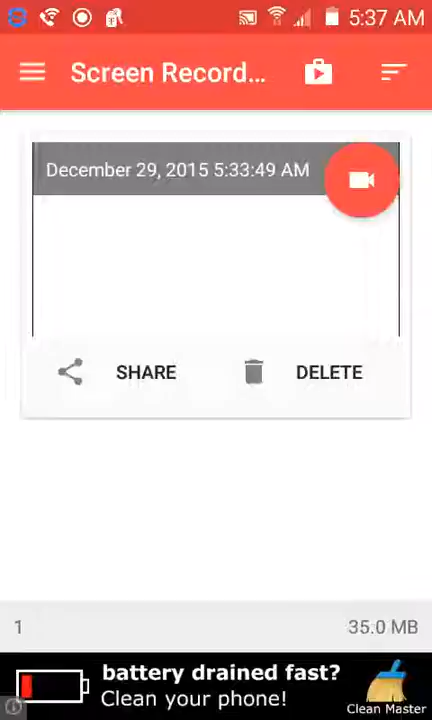 5:37 AM
Screen Record...
December 29, 2015 5:33:49 AM
SHARE DELETE
1 35.0 MB
battery drained fast?
Clean your phone!
Clean Master